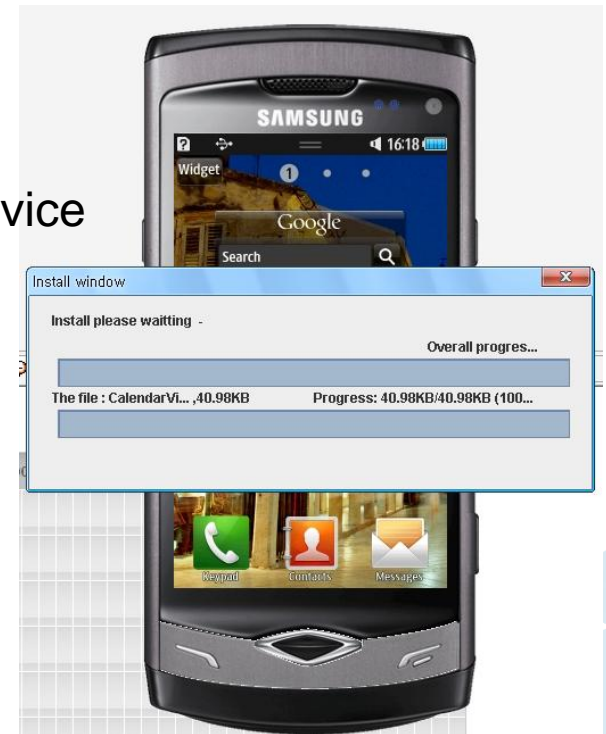 SAMSUNG
? 16:18
Widget 1
vice
Google
Search
Install window
Install please waitting -
Overall progres...
The file : CalendarVi... ,40.98KB Progress: 40.98KB/40.98KB (100...
Keypad Contacts Messages